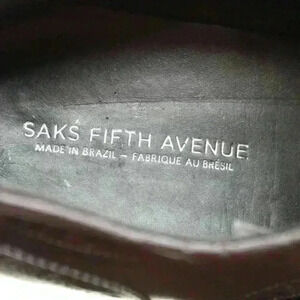 SAKS FIFTH AVENUE
MADE IN BRAZIL – FABRIQUE AU BRÉSIL